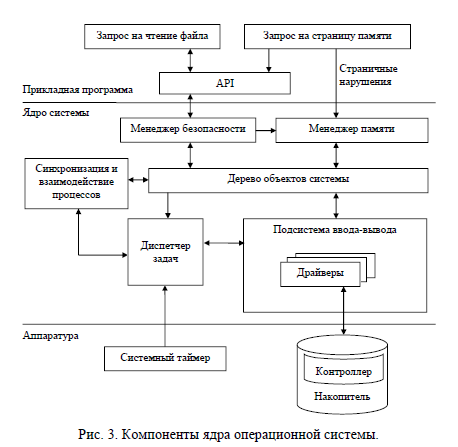 Запрос на чтение файла
Запрос на страницу памяти
API
Страничные
нарушения
Прикладная программа
Ядро системы
Менеджер безопасности
Менеджер памяти
Синхронизация и
взаимодействие
процессов
Дерево объектов системы
Диспетчер
задач
Подсистема ввода-вывода
Драйверы
Аппаратура
Системный таймер
Контроллер
Накопитель
Рис. 3. Компоненты ядра операционной системы.